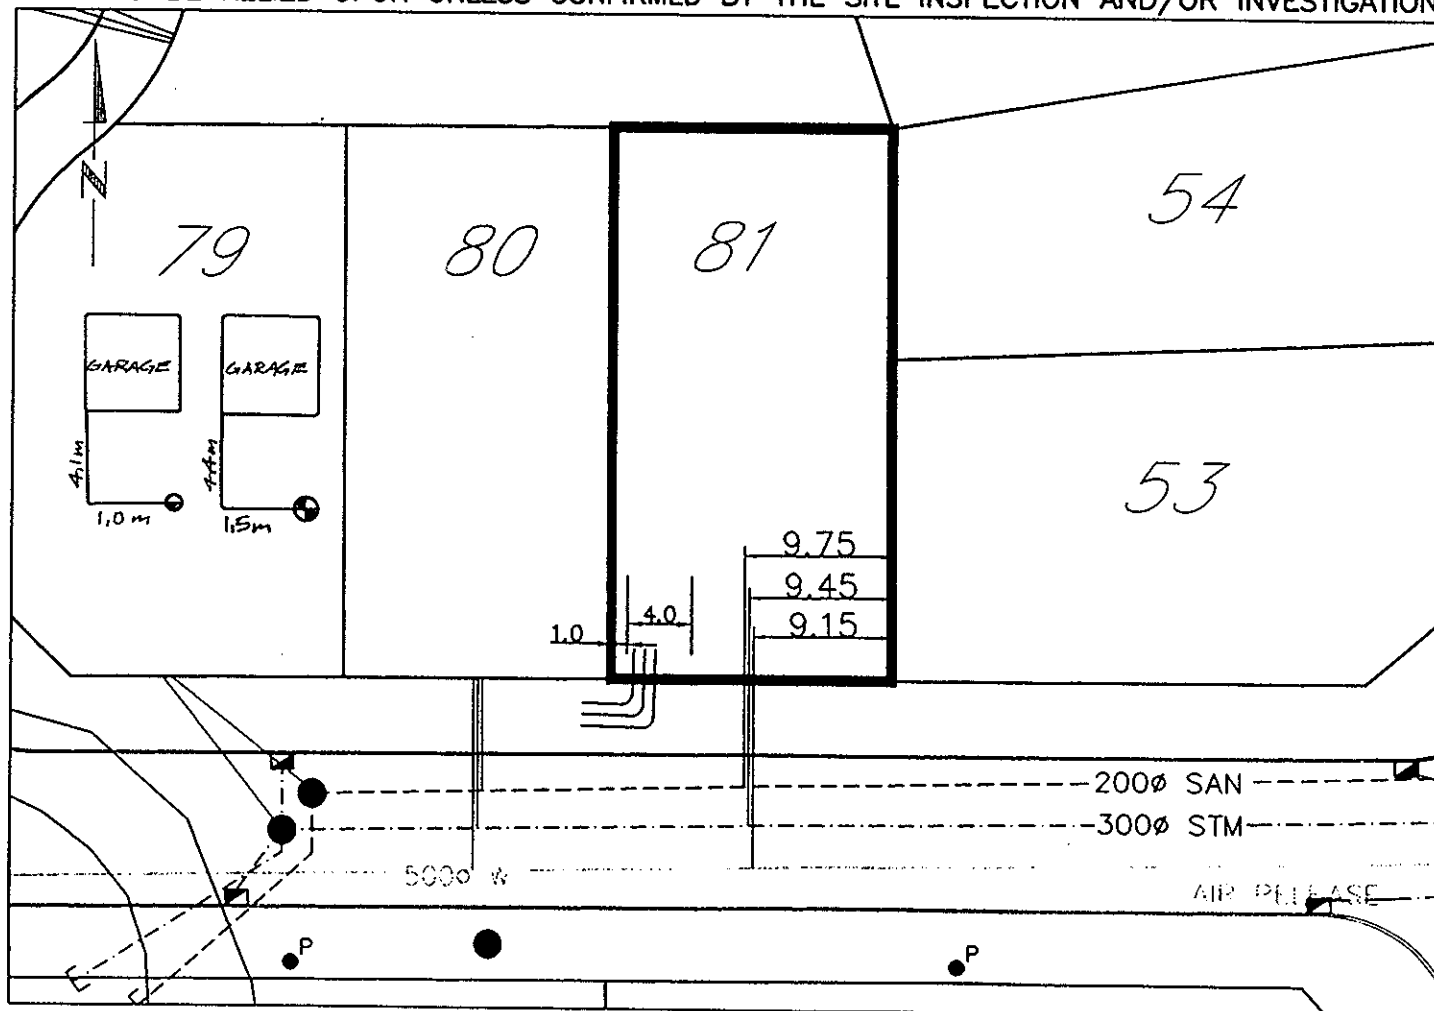 BE RELIED UPON UNLESS CONFIRMED BY THE SITE INSPECTION AND/OR INVESTIGATION
N
79
80
81
54
GARAGE
GARAGE
4.1m
4.4m
1.0 m
1.5m
53
9.75
9.45
9.15
4.0
1.0
200ø SAN
300ø STM
500ø W
AIR RELEASE
P
P